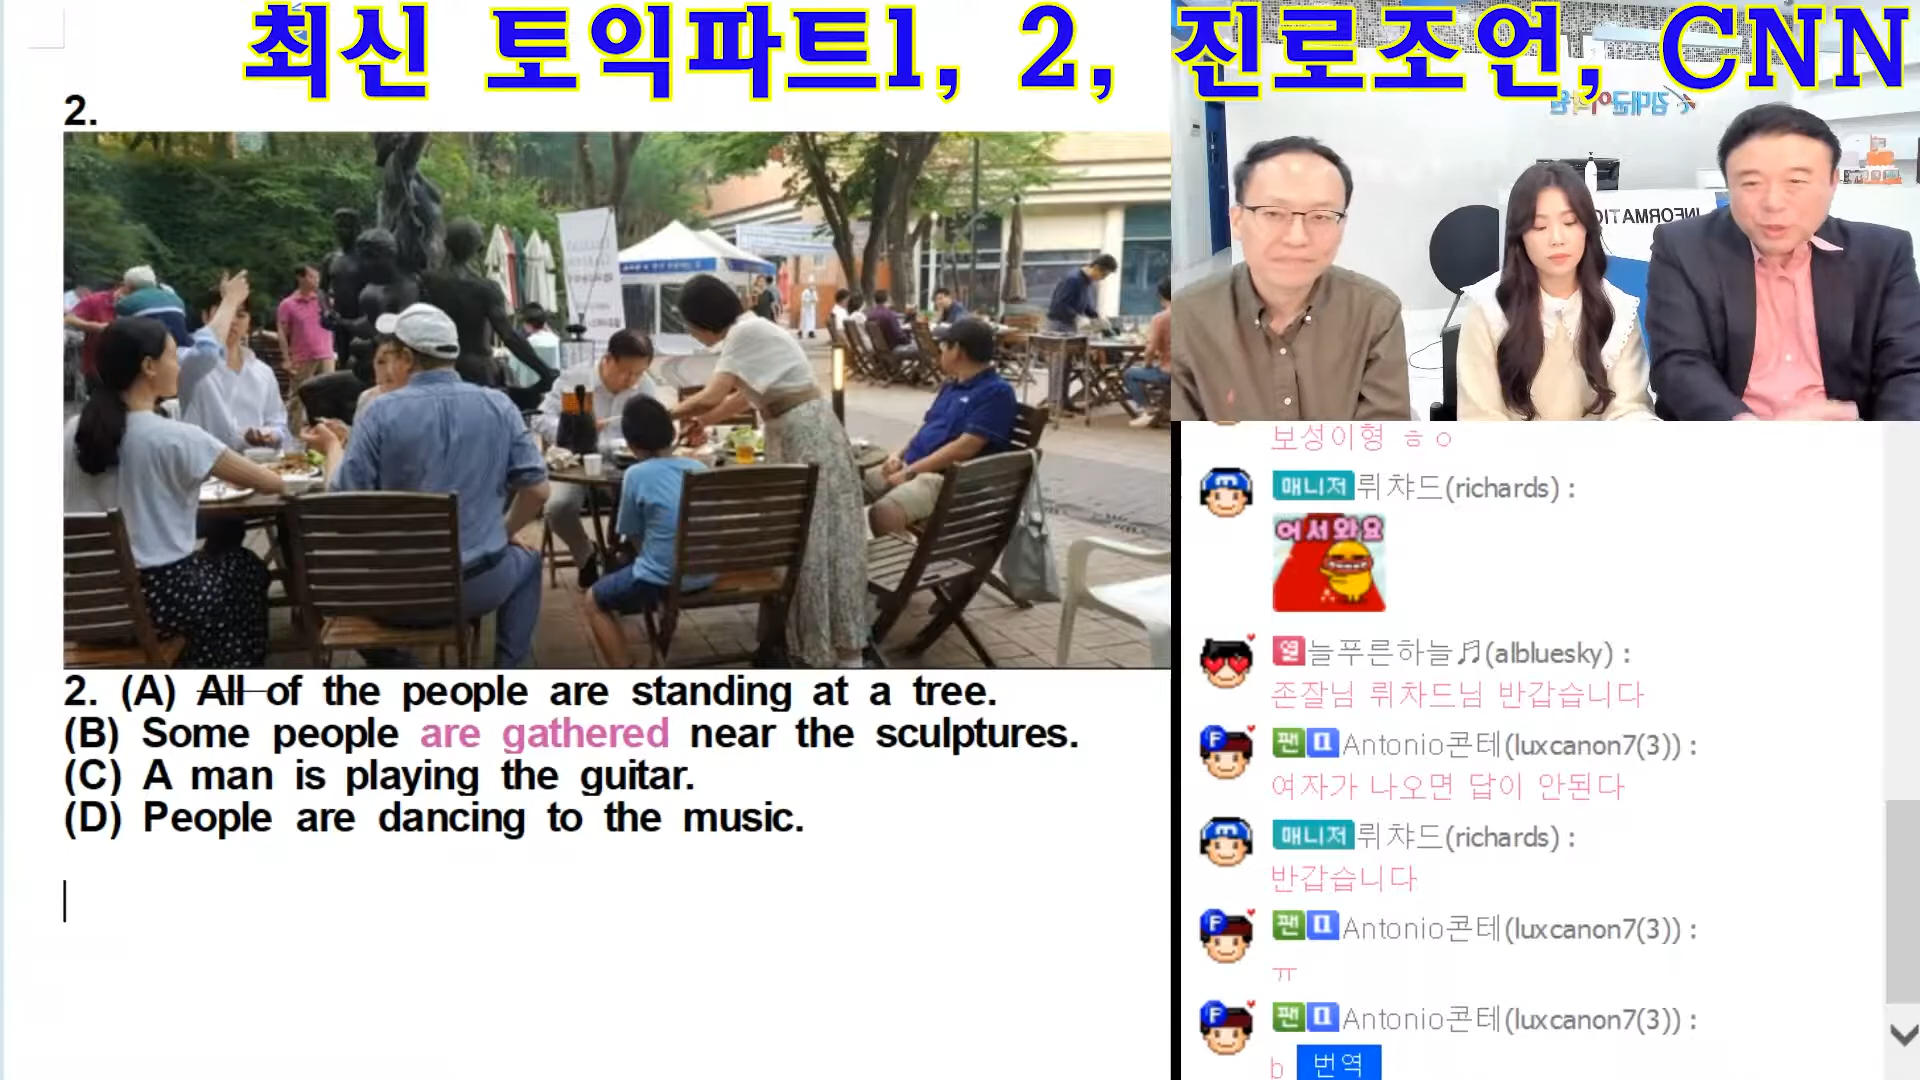 최신 토익파트1, 2, 진로조언, CNN
2.
INFORMATIO
2. (A) All of the people are standing at a tree.
(B) Some people are gathered near the sculptures.
(C) A man is playing the guitar.
(D) People are dancing to the music.
보성이형 ㅎㅇ
매니저 뤼챠드(richards) :
어서와요
열 늘푸른하늘♬(albluesky) :
존잘님 뤼차드님 반갑습니다
팬 Antonio콘테(luxcanon7(3)) :
여자가 나오면 답이 안된다
매니저 뤼챠드(richards) :
반갑습니다
팬 Antonio콘테(luxcanon7(3)) :
ㅠ
팬 Antonio콘테(luxcanon7(3)) :
b 번역